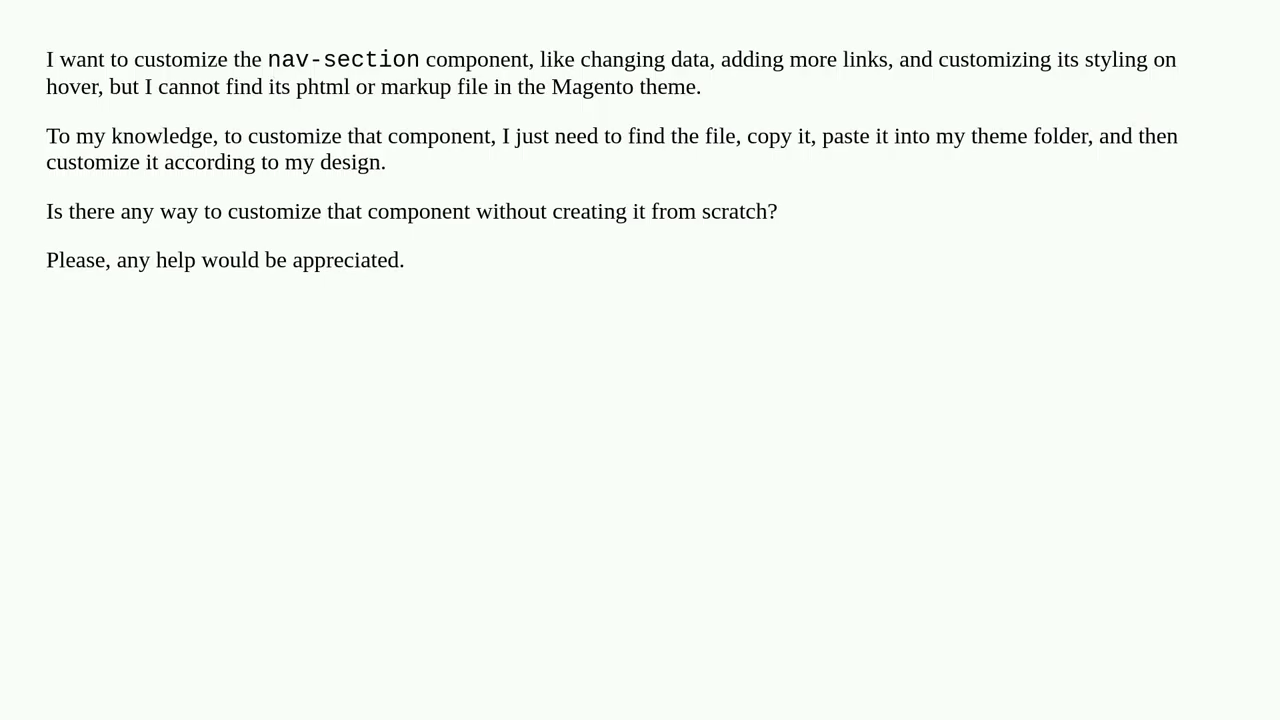 I want to customize the nav-section component, like changing data, adding more links, and customizing its styling on
hover, but I cannot find its phtml or markup file in the Magento theme.
To my knowledge, to customize that component, I just need to find the file, copy it, paste it into my theme folder, and then
customize it according to my design.
Is there any way to customize that component without creating it from scratch?
Please, any help would be appreciated.